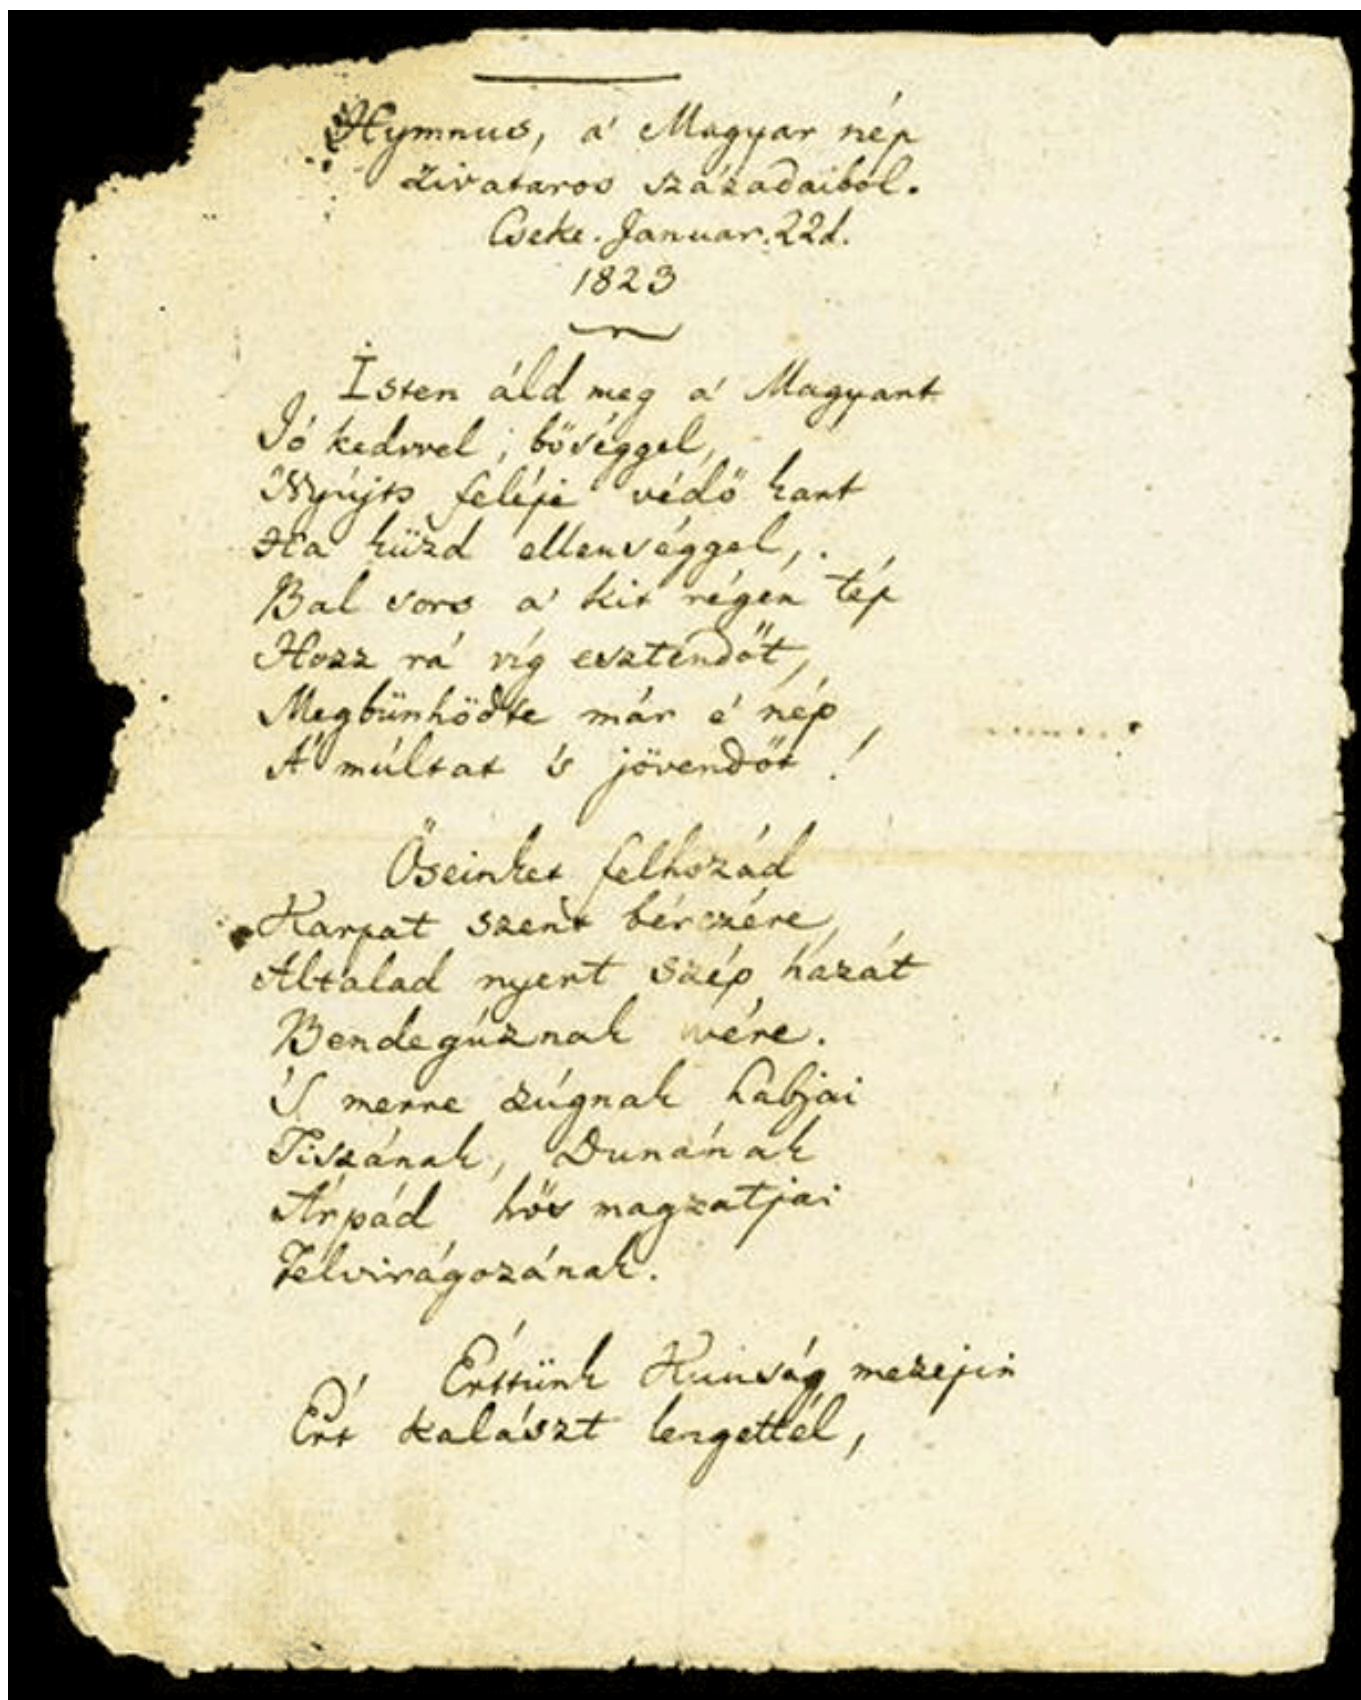 Hymnus, a' Magyar nép
zivataros századaiból.
Cseke. Januar. 22d.
1823
Isten áld meg a' Magyart
Jó kedvvel, bőséggel,
Nyújts feléje védő kart
Ha küzd ellenséggel,
Bal sors a' kit régen tép
Hozz rá víg esztendőt,
Megbünhödte már e' nép
A' múltat 's jövendőt!
Őseinket felhozád
Kárpát szent bérczére
Általad nyert szép hazát
Bendegúznak vére.
'S merre zúgnak habjai
Tiszának, Dunának
Árpád hős magzatjai
Felvirágozának.
Értünk Kunság mezején
Ért kalászt lengettél,